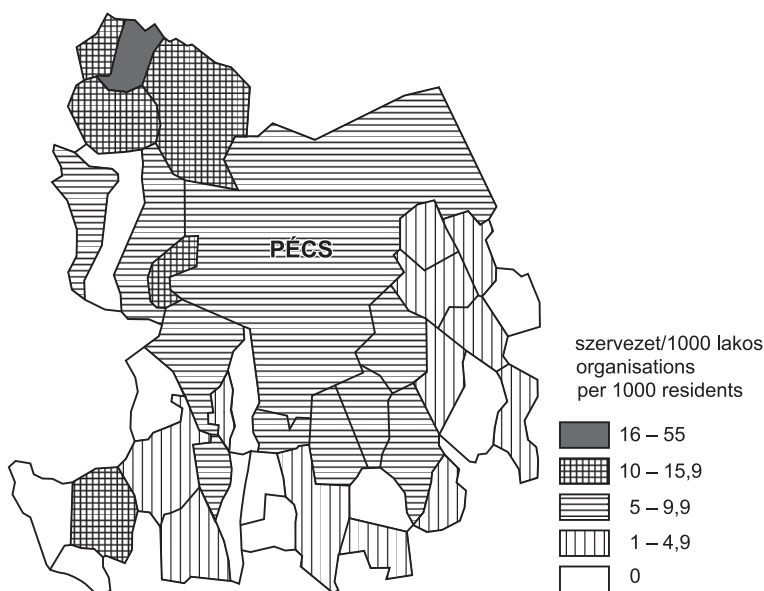 PÉCS
szervezet/1000 lakos
organisations
per 1000 residents
16 – 55
10 – 15,9
5 – 9,9
1 – 4,9
0